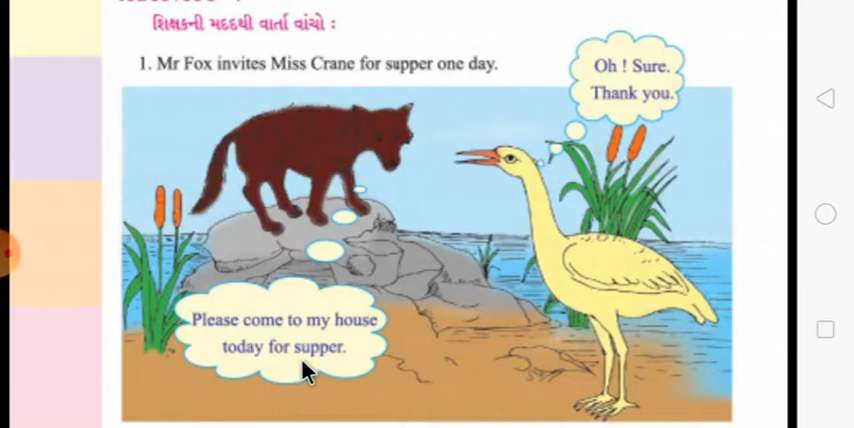 શિક્ષકની મદદથી વાર્તા વાંચો :
1. Mr Fox invites Miss Crane for supper one day.
Oh ! Sure.
Thank you.
Please come to my house
today for supper.